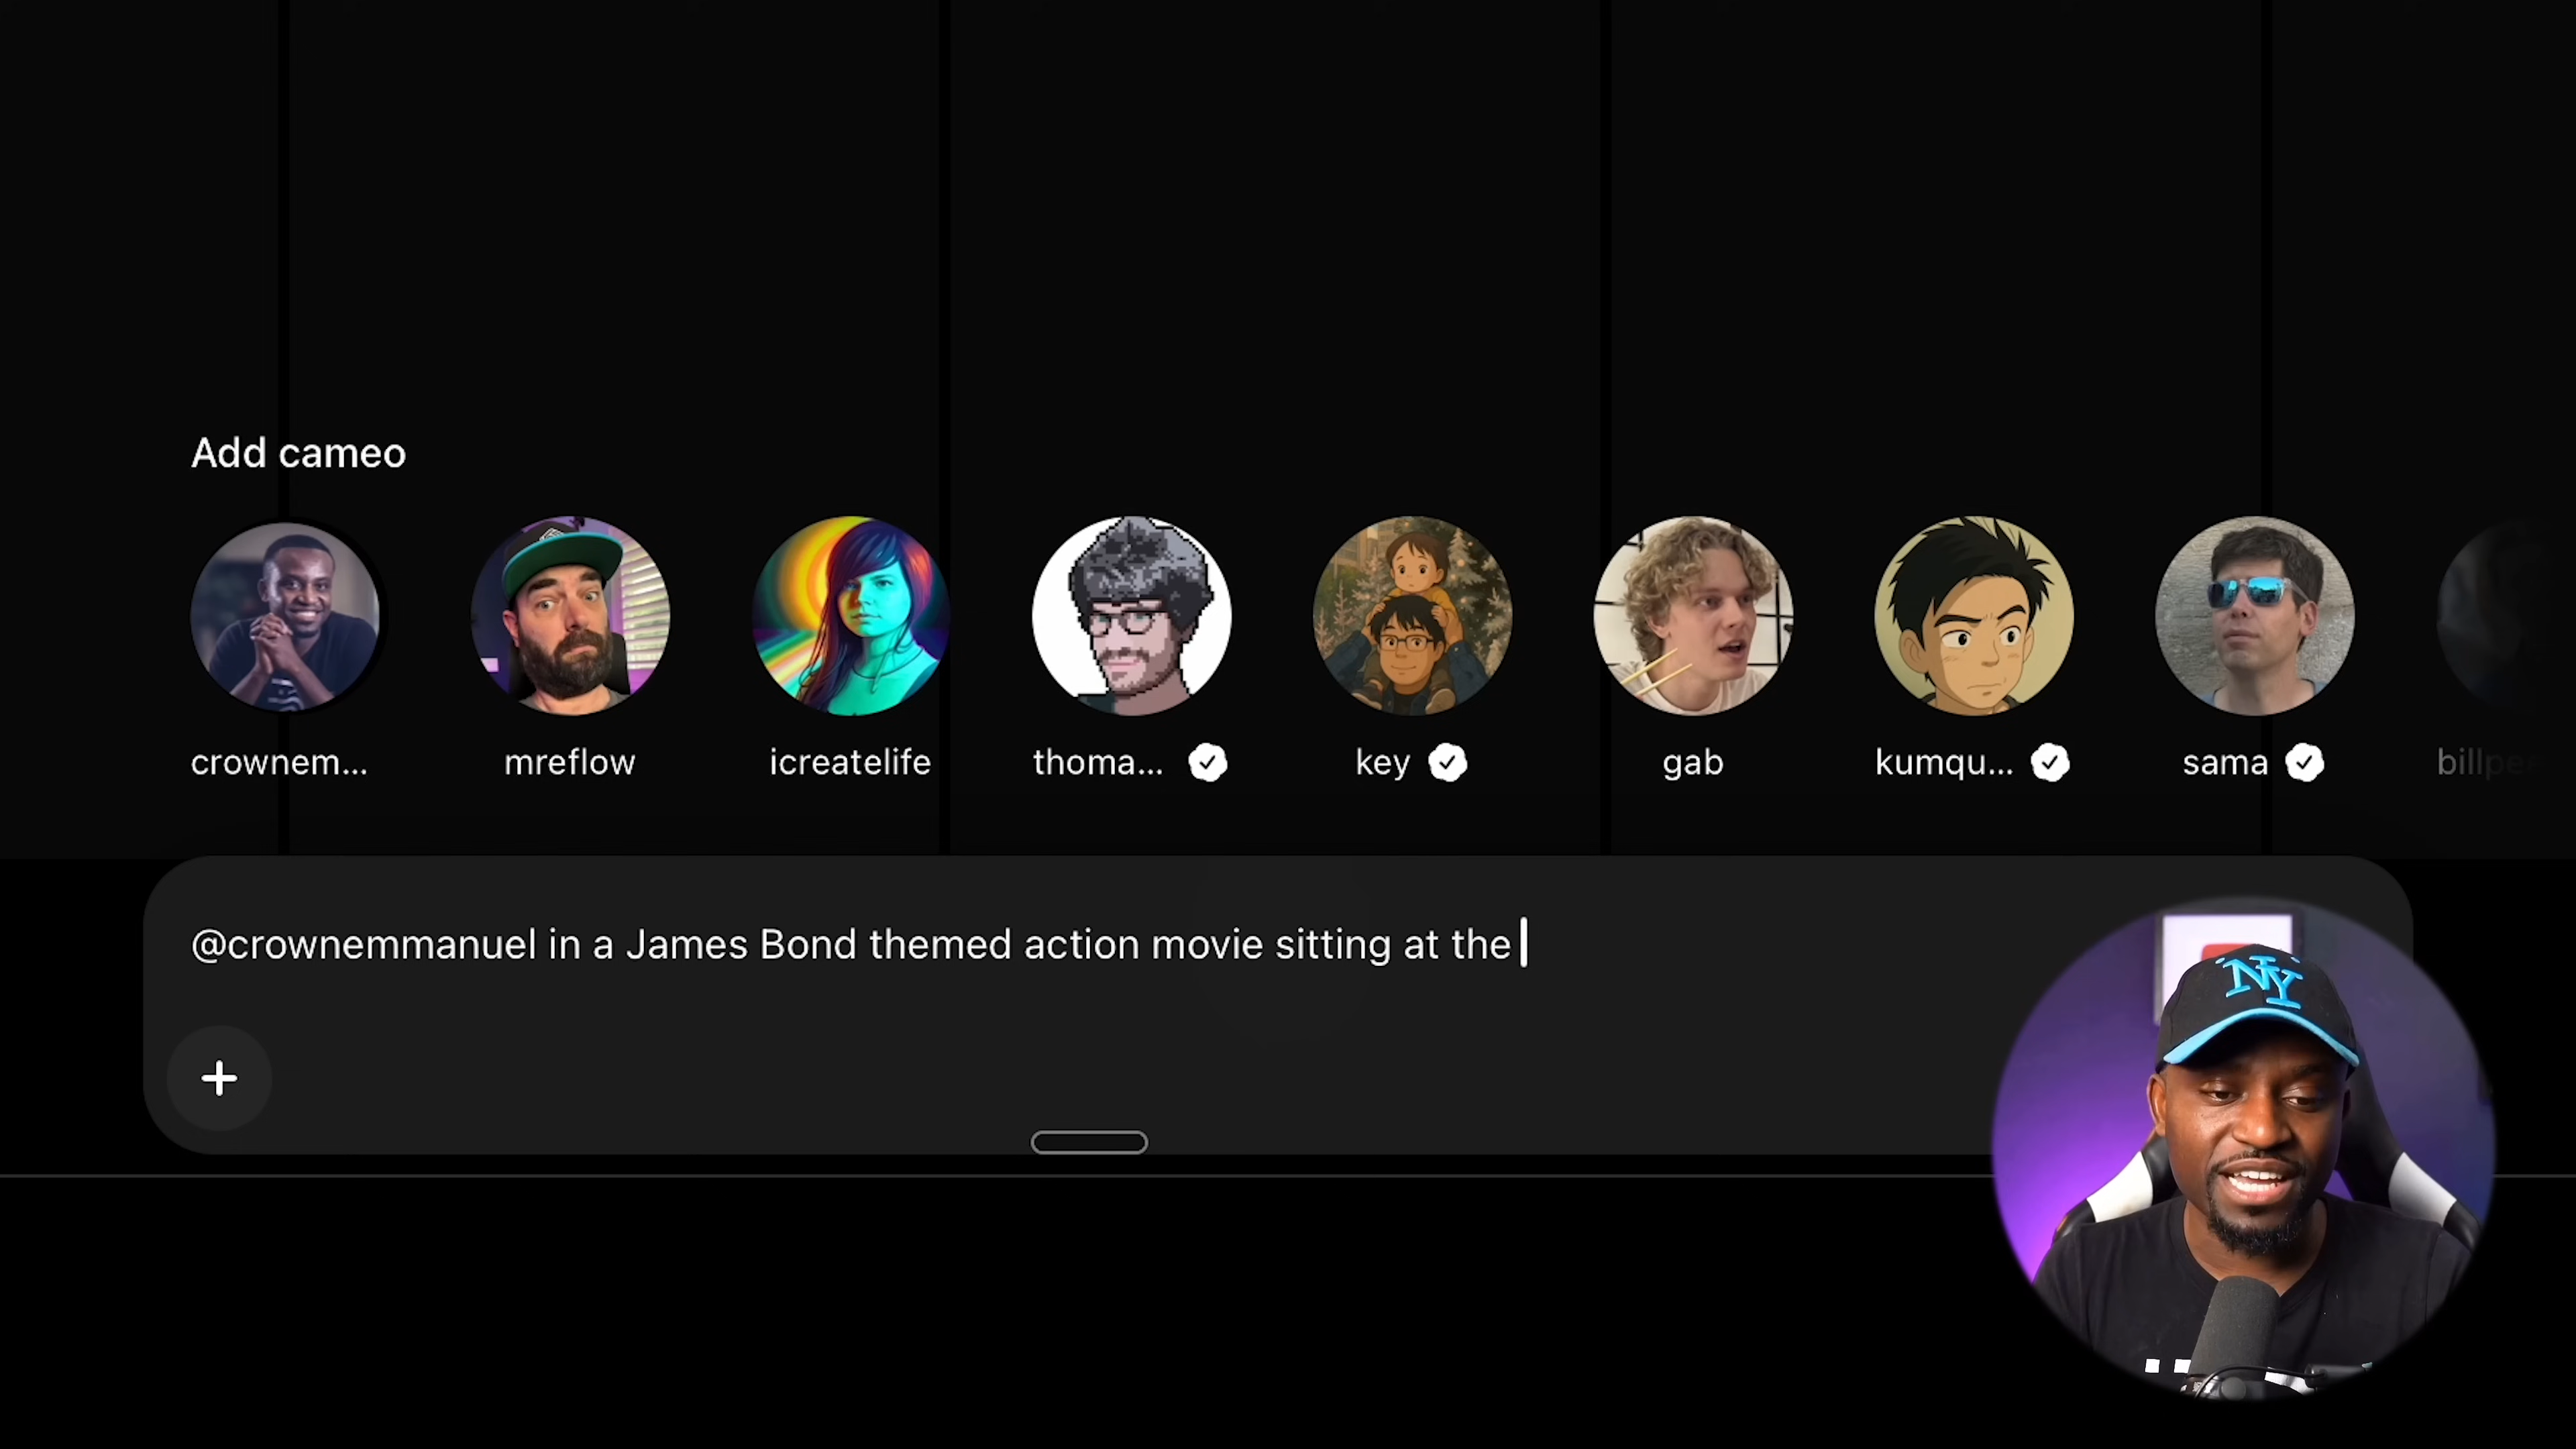 Add cameo
crownem...
mreflow
icreatelife
thoma...
key
gab
kumqu...
sama
@crownemmanuel in a James Bond themed action movie sitting at the
NY